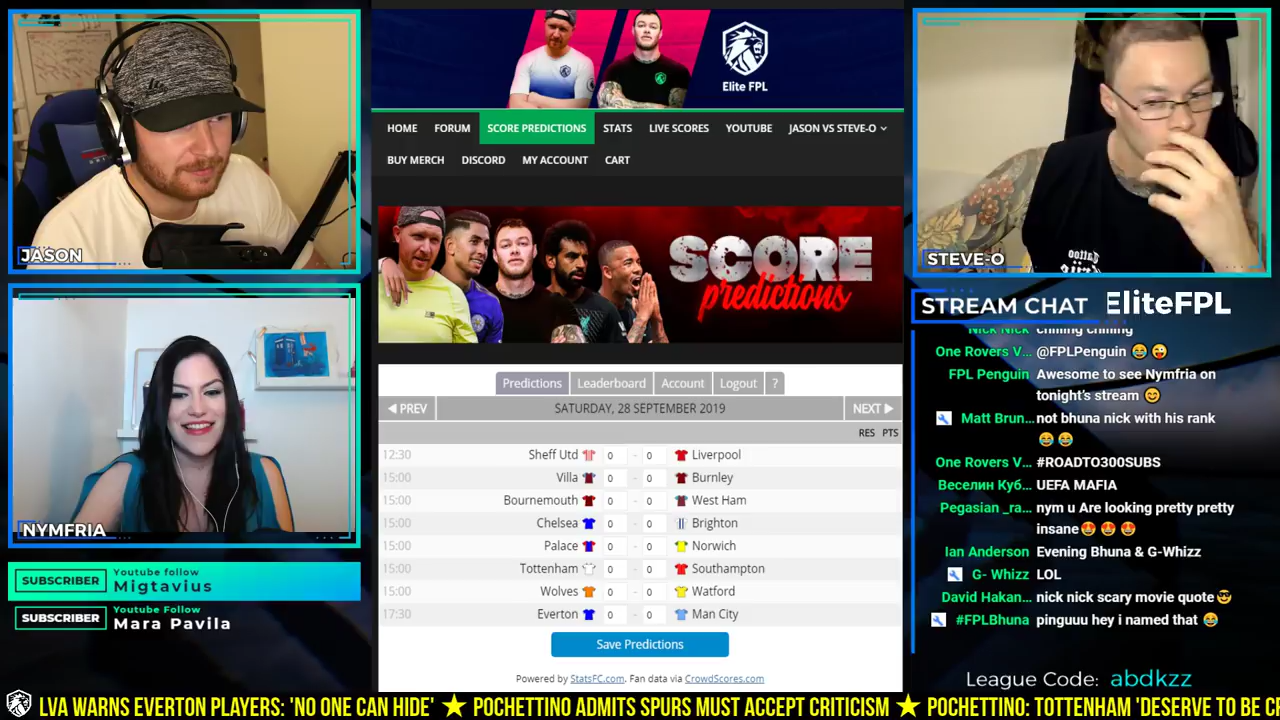 JASON
NYMFRIA
SUBSCRIBER
Youtube follow
Migtavius
SUBSCRIBER
Youtube Follow
Mara Pavila
Elite FPL
HOME FORUM SCORE PREDICTIONS STATS LIVE SCORES YOUTUBE JASON VS STEVE-O
BUY MERCH DISCORD MY ACCOUNT CART
SCORE
predictions
Predictions Leaderboard Account Logout ?
◀ PREV SATURDAY, 28 SEPTEMBER 2019 NEXT ▶
RES PTS
12:30 Sheff Utd 0 - 0 Liverpool
15:00 Villa 0 - 0 Burnley
15:00 Bournemouth 0 - 0 West Ham
15:00 Chelsea 0 - 0 Brighton
15:00 Palace 0 - 0 Norwich
15:00 Tottenham 0 - 0 Southampton
15:00 Wolves 0 - 0 Watford
17:30 Everton 0 - 0 Man City
Save Predictions
Powered by StatsFC.com. Fan data via CrowdScores.com
STEVE-O
STREAM CHAT EliteFPL
Nick Nick chilling chilling
One Rovers V... @FPLPenguin 😂 😜
FPL Penguin Awesome to see Nymfria on
tonight's stream 😊
Matt Brun... not bhuna nick with his rank
😂 😂
One Rovers V... #ROADTO300SUBS
Веселин Куб... UEFA MAFIA
Pegasian _ra... nym u Are looking pretty pretty
insane😍 😍 😍
Ian Anderson Evening Bhuna & G-Whizz
G- Whizz LOL
David Hakan... nick nick scary movie quote😎
#FPLBhuna pinguuu hey i named that 😂
League Code: abdkzz
LVA WARNS EVERTON PLAYERS: 'NO ONE CAN HIDE' ★ POCHETTINO ADMITS SPURS MUST ACCEPT CRITICISM ★ POCHETTINO: TOTTENHAM 'DESERVE TO BE CR